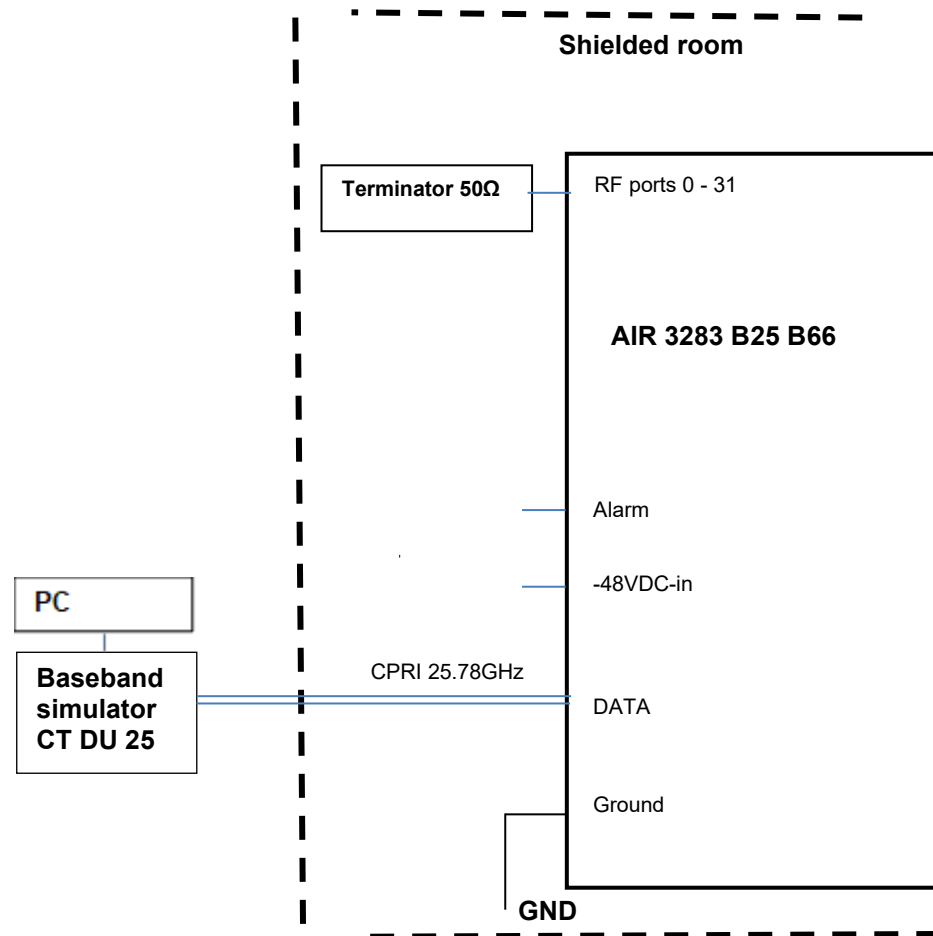 Shielded room
Terminator 50Ω
RF ports 0 - 31
AIR 3283 B25 B66
Alarm
-48VDC-in
PC
Baseband
simulator
CT DU 25
CPRI 25.78GHz
DATA
Ground
GND